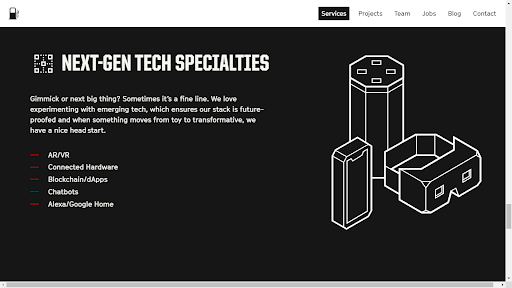 Services Projects Team Jobs Blog Contact
NEXT-GEN TECH SPECIALTIES
Gimmick or next big thing? Sometimes it's a fine line. We love
experimenting with emerging tech, which ensures our stack is future-
proofed and when something moves from toy to transformative, we
have a nice head start.
AR/VR
Connected Hardware
Blockchain/dApps
Chatbots
Alexa/Google Home